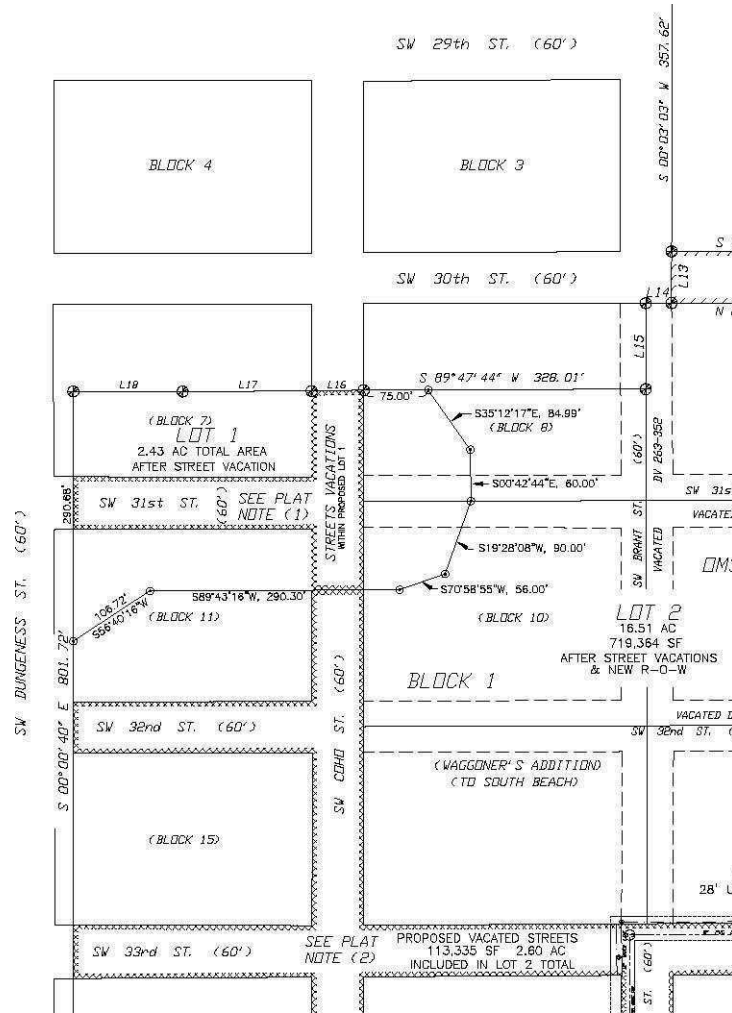 SW 29th ST. (60')
S 00°03'03" W 357.62'
BLOCK 4
BLOCK 3
S
SW 30th ST. (60')
L13
L14
N
L15
L18
L17
L16
S 89°47'44" W 328.01'
75.00'
S35°12'17"E, 84.99'
(BLOCK 8)
(BLOCK 7)
LOT 1
2.43 AC TOTAL AREA
AFTER STREET VACATION
STREETS VACATIONS
WITHIN PROPOSED LOT 1
(60')
DV 263-352
S00°42'44"E, 60.00'
290.68'
SW 31st ST. (60')
SEE PLAT
NOTE (1)
SW 31s
VACATE
SW BRANT ST.
VACATED
SW DUNGENESS ST. (60')
S19°28'08"W, 90.00'
OMS
106.72'
S56°40'16"W
S89°43'16"W, 290.30'
S70°58'55"W, 56.00'
(BLOCK 11)
(BLOCK 10)
LOT 2
16.51 AC
719,364 SF
AFTER STREET VACATIONS
& NEW R-O-W
S 00°00'40" E 801.72'
BLOCK 1
SW 32nd ST. (60')
SW COHO ST. (60')
VACATED D
SW 32nd ST. (
(WAGGONER'S ADDITION)
(TO SOUTH BEACH)
(BLOCK 15)
28' U
SW 33rd ST. (60')
SEE PLAT
NOTE (2)
PROPOSED VACATED STREETS
113,335 SF 2.60 AC
INCLUDED IN LOT 2 TOTAL
ST. (60')